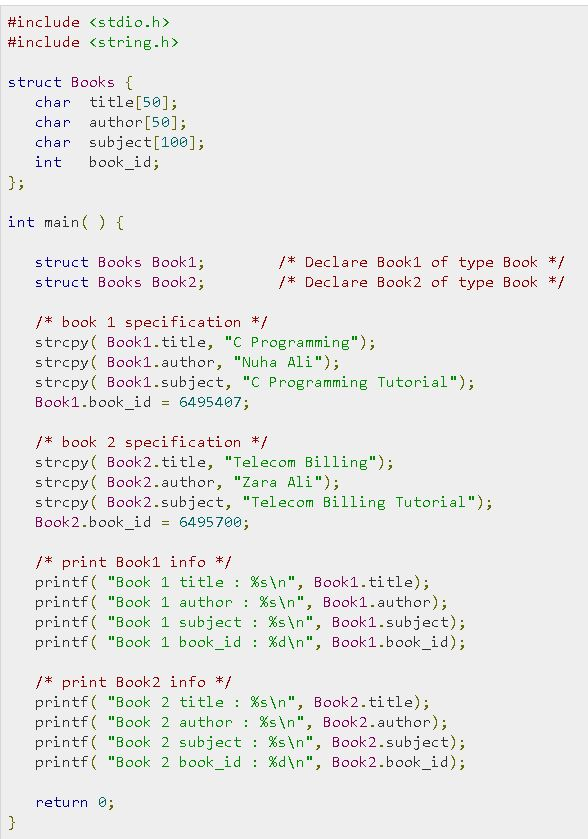 #include <stdio.h>
#include <string.h>

struct Books {
   char  title[50];
   char  author[50];
   char  subject[100];
   int   book_id;
};

int main( ) {

   struct Books Book1;        /* Declare Book1 of type Book */
   struct Books Book2;        /* Declare Book2 of type Book */

   /* book 1 specification */
   strcpy( Book1.title, "C Programming");
   strcpy( Book1.author, "Nuha Ali");
   strcpy( Book1.subject, "C Programming Tutorial");
   Book1.book_id = 6495407;

   /* book 2 specification */
   strcpy( Book2.title, "Telecom Billing");
   strcpy( Book2.author, "Zara Ali");
   strcpy( Book2.subject, "Telecom Billing Tutorial");
   Book2.book_id = 6495700;

   /* print Book1 info */
   printf( "Book 1 title : %s\n", Book1.title);
   printf( "Book 1 author : %s\n", Book1.author);
   printf( "Book 1 subject : %s\n", Book1.subject);
   printf( "Book 1 book_id : %d\n", Book1.book_id);

   /* print Book2 info */
   printf( "Book 2 title : %s\n", Book2.title);
   printf( "Book 2 author : %s\n", Book2.author);
   printf( "Book 2 subject : %s\n", Book2.subject);
   printf( "Book 2 book_id : %d\n", Book2.book_id);

   return 0;
}